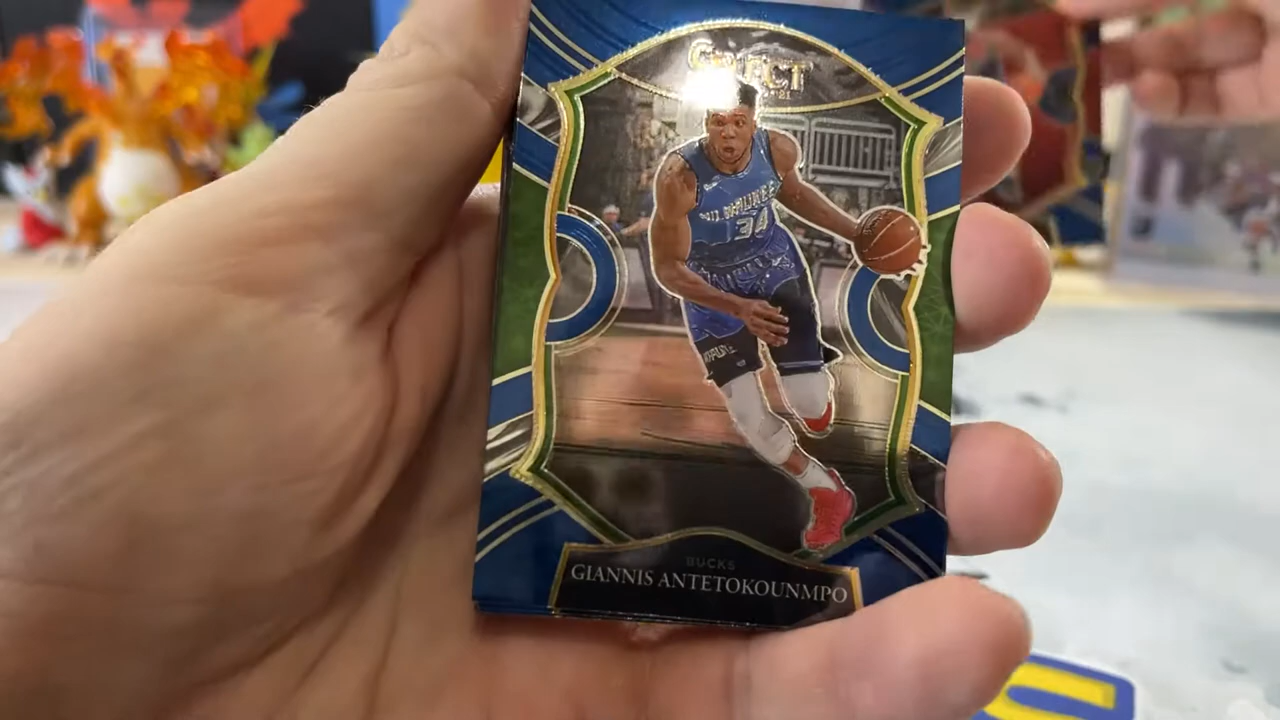 SELECT
BUCKS
GIANNIS ANTETOKOUNMPO
MILWAUKEE
34